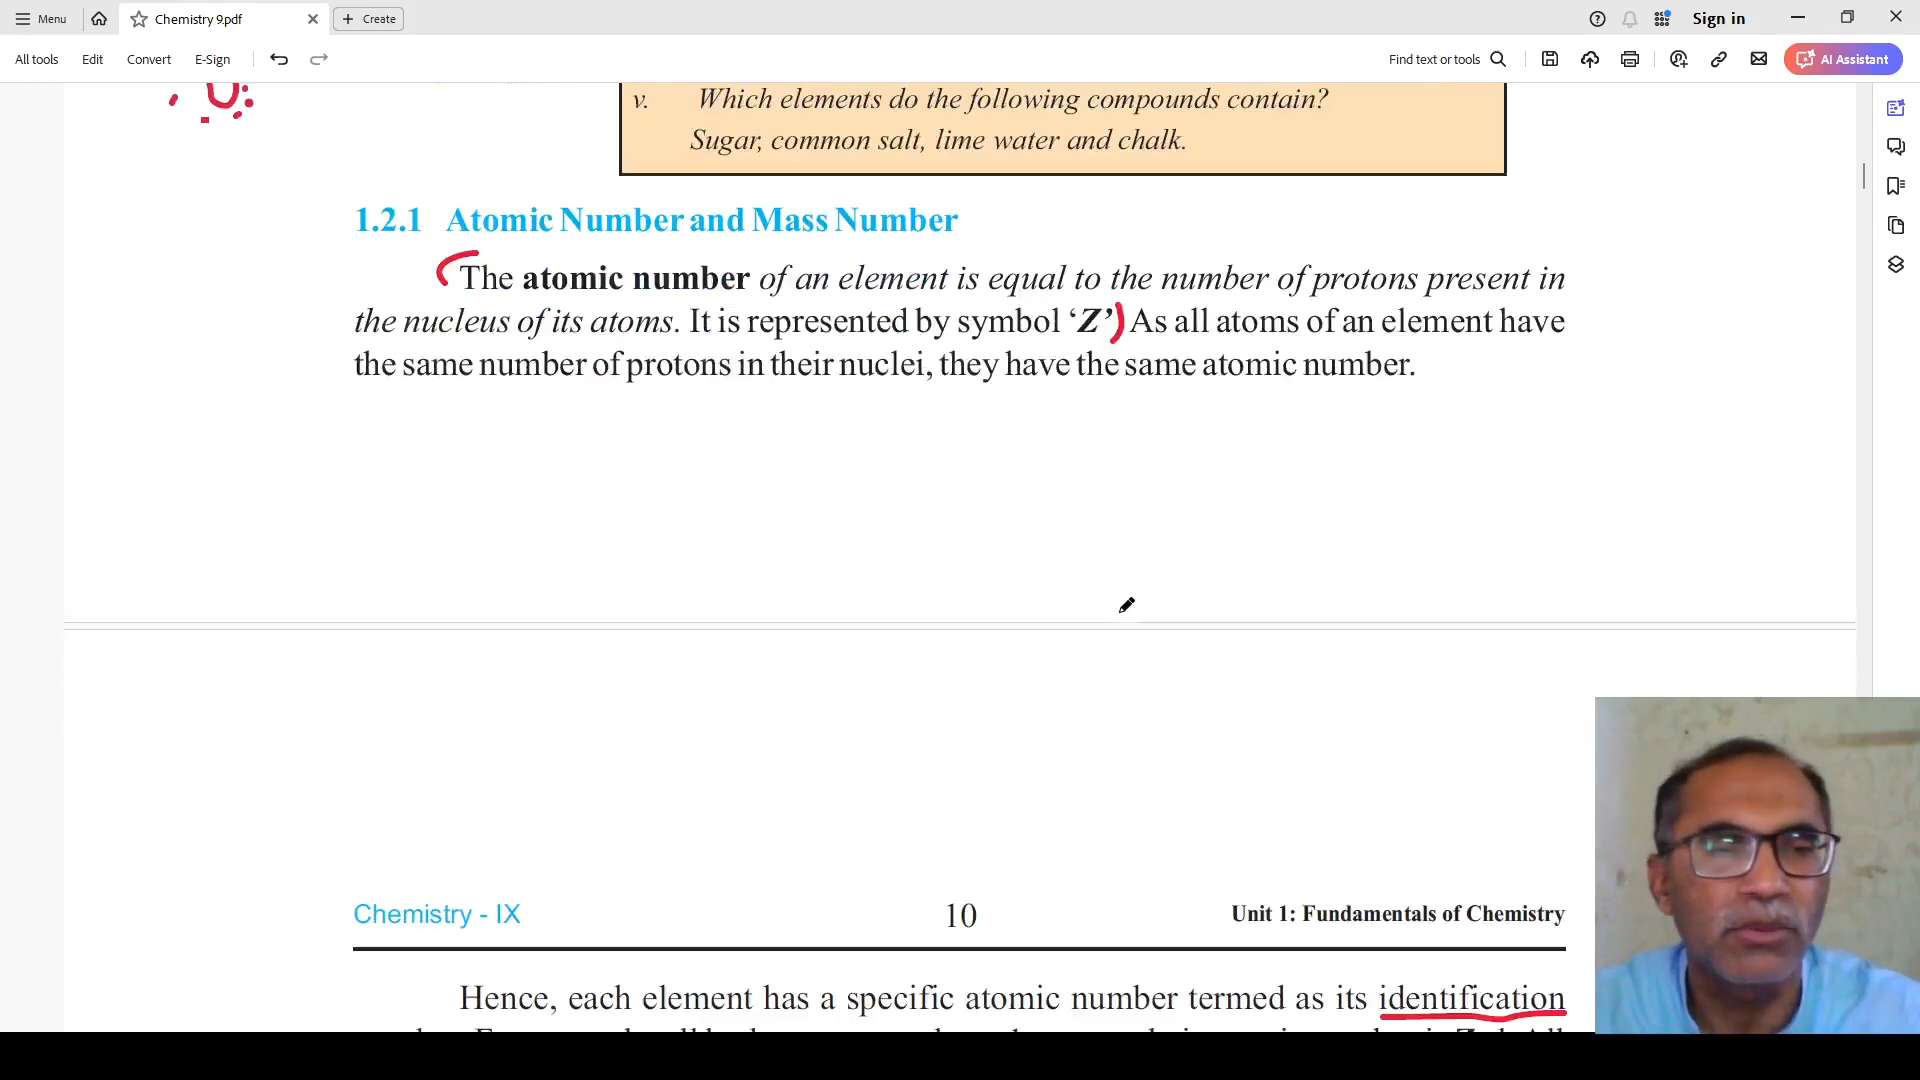 Menu
Chemistry 9.pdf
Create
Sign in
All tools
Edit
Convert
E-Sign
Find text or tools
AI Assistant
v. Which elements do the following compounds contain?
Sugar, common salt, lime water and chalk.
1.2.1 Atomic Number and Mass Number
The atomic number of an element is equal to the number of protons present in
the nucleus of its atoms. It is represented by symbol ‘Z’) As all atoms of an element have
the same number of protons in their nuclei, they have the same atomic number.
Chemistry - IX
10
Unit 1: Fundamentals of Chemistry
Hence, each element has a specific atomic number termed as its identification